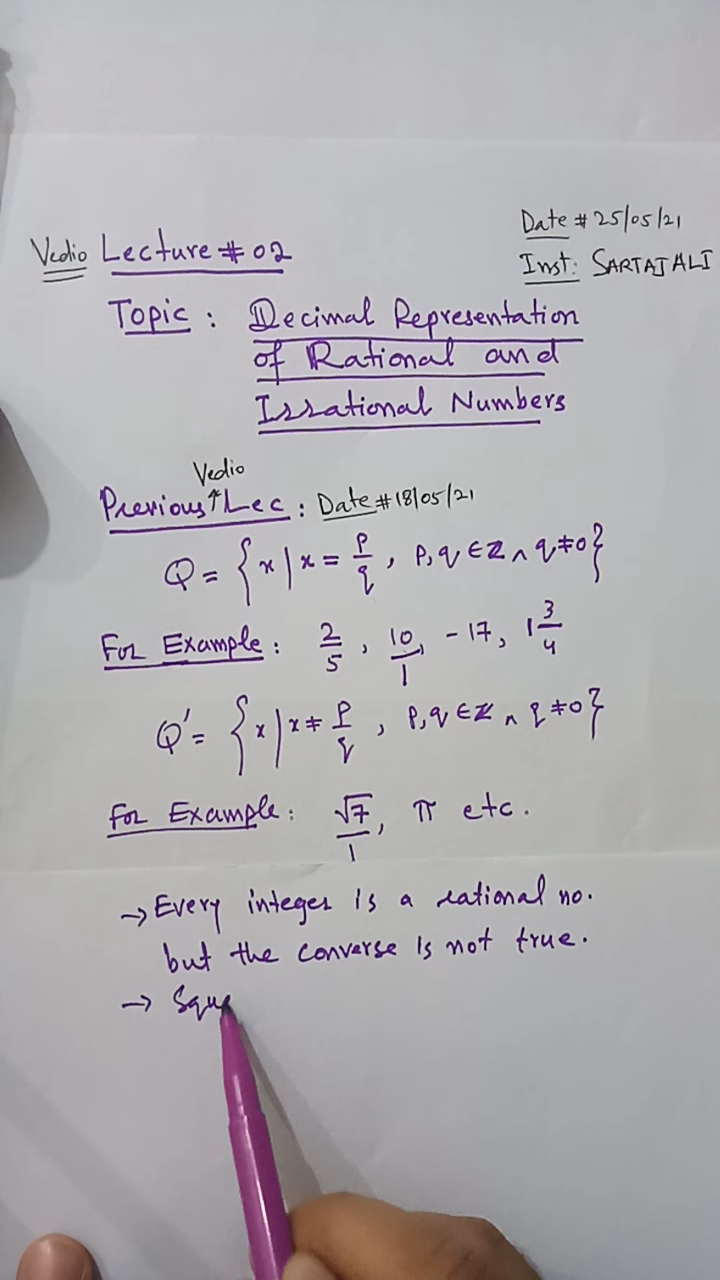 Date # 25/05/21
Vedio Lecture # 02
Inst: SARTAJ ALI
Topic: Decimal Representation
of Rational and
Irrational Numbers
Vedio
Previous ↑ Lec: Date # 18/05/21
Q = {x | x = p/q, p, q ∈ Z ∧ q ≠ 0}
For Example: 2/5, 10/1, -17, 1 3/4
Q' = {x | x ≠ p/q, p, q ∈ Z ∧ q ≠ 0}
For Example: √7/1, π etc.
→ Every integer is a rational no.
but the converse is not true.
→ Squ